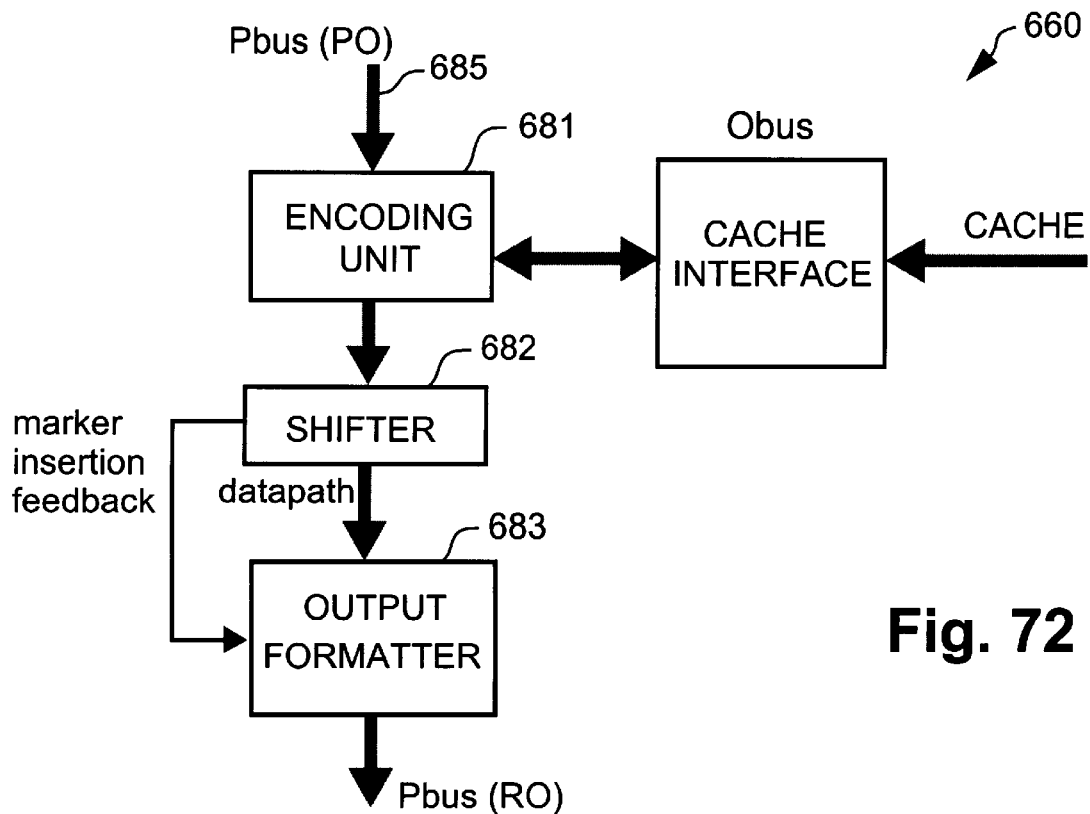 660
Pbus (PO)
685
681
Obus
ENCODING
UNIT
CACHE
INTERFACE
CACHE
682
SHIFTER
marker
insertion
feedback
datapath
683
OUTPUT
FORMATTER
Fig. 72
Pbus (RO)